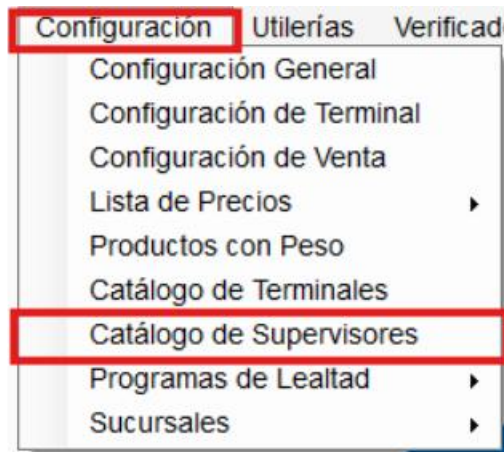 Configuración Utilerías Verificad
Configuración General
Configuración de Terminal
Configuración de Venta
Lista de Precios
Productos con Peso
Catálogo de Terminales
Catálogo de Supervisores
Programas de Lealtad
Sucursales